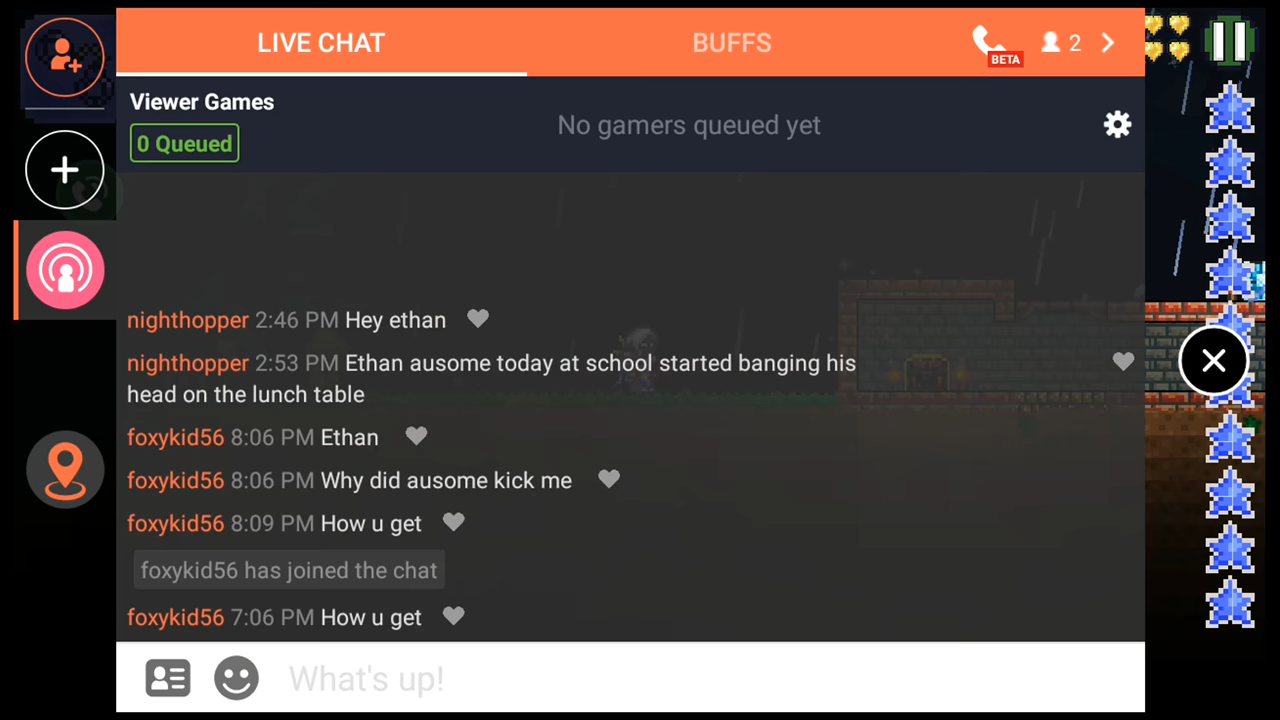 LIVE CHAT
BUFFS
BETA
2
Viewer Games
0 Queued
No gamers queued yet
nighthopper 2:46 PM Hey ethan
nighthopper 2:53 PM Ethan ausome today at school started banging his
head on the lunch table
foxykid56 8:06 PM Ethan
foxykid56 8:06 PM Why did ausome kick me
foxykid56 8:09 PM How u get
foxykid56 has joined the chat
foxykid56 7:06 PM How u get
What's up!